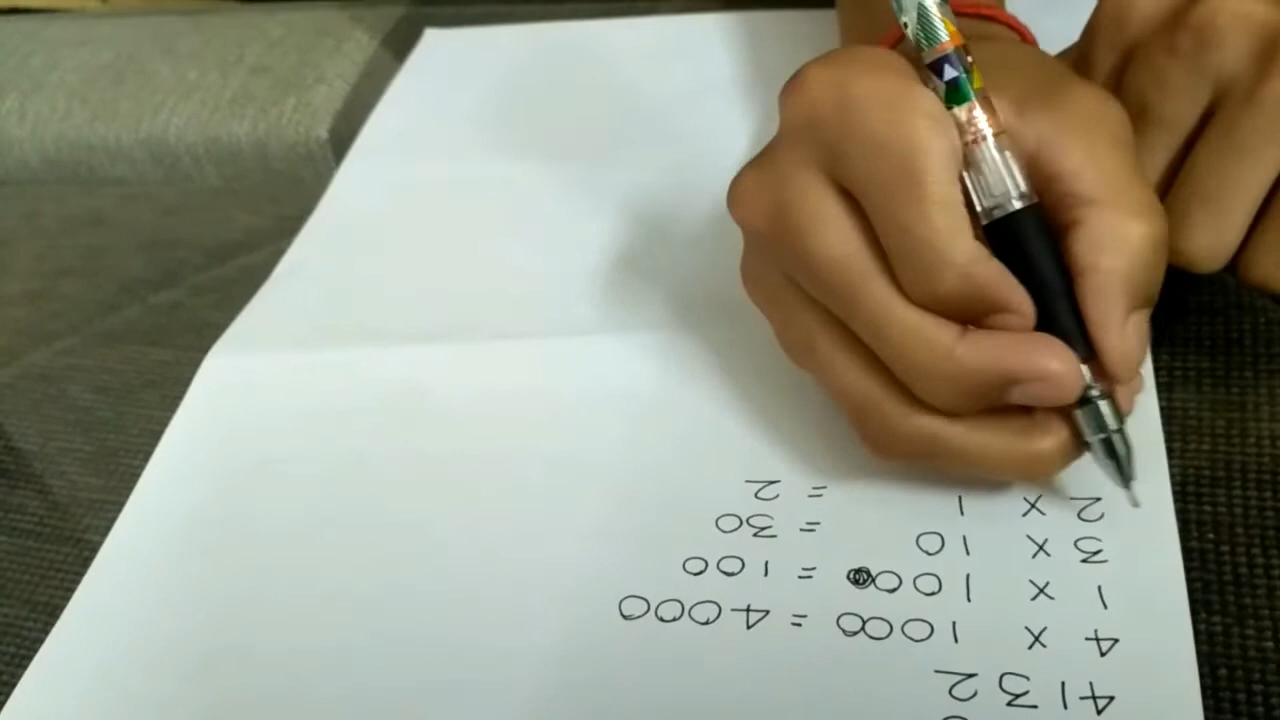 4132
4 x 1000 = 4000
1 x 100 = 100
3 x 10 = 30
2 x 1 = 2